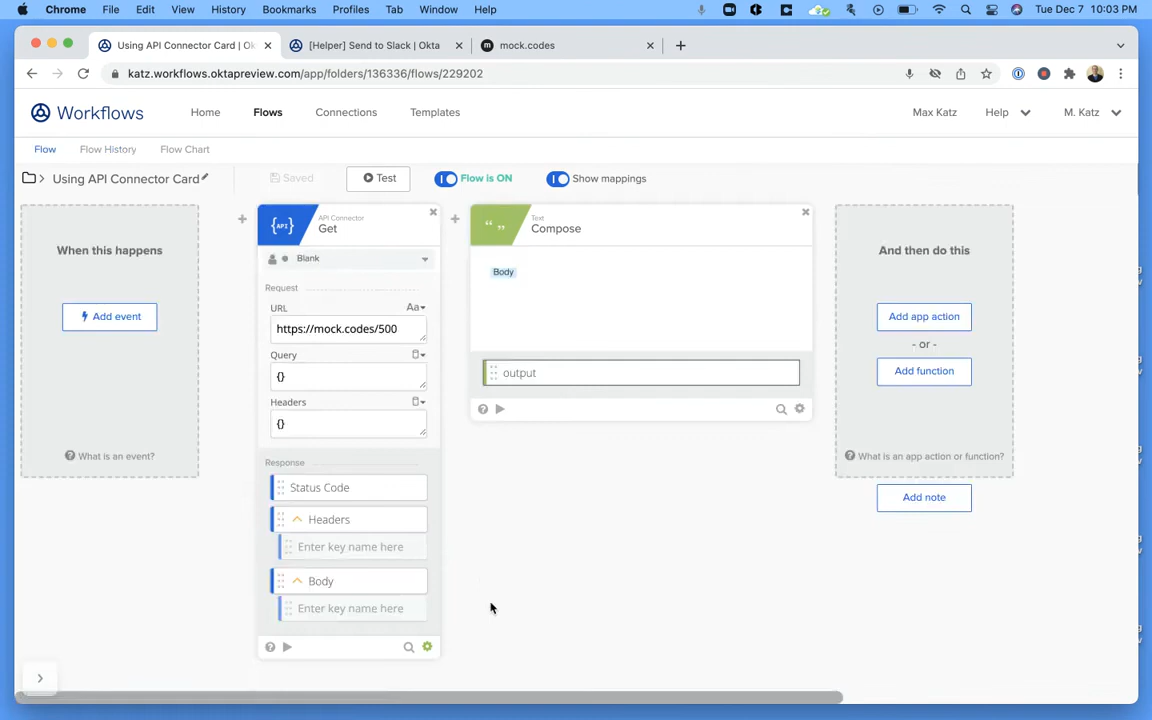 Chrome File Edit View History Bookmarks Profiles Tab Window Help Tue Dec 7 10:03 PM
Using API Connector Card | Ok
[Helper] Send to Slack | Okta
mock.codes
katz.workflows.oktapreview.com/app/folders/136336/flows/229202
Workflows Home Flows Connections Templates Max Katz Help M. Katz
Flow Flow History Flow Chart
Using API Connector Card Saved Test Flow is ON Show mappings
When this happens
Add event
What is an event?
{API}
API Connector
Get
Blank
Request
URL Aa
https://mock.codes/500
Query
{}
Headers
{}
Response
Status Code
Headers
Enter key name here
Body
Enter key name here
Text
Compose
Body
output
And then do this
Add app action
- or -
Add function
What is an app action or function?
Add note